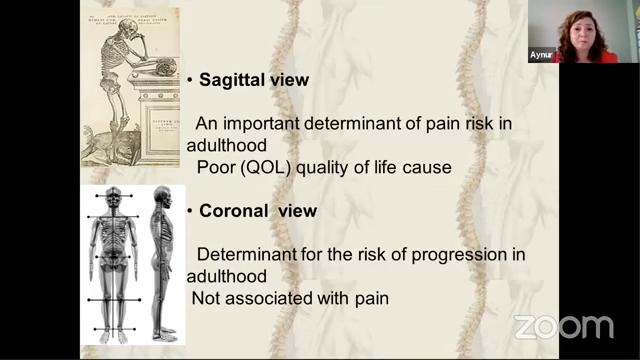 • Sagittal view
An important determinant of pain risk in
adulthood
Poor (QOL) quality of life cause
• Coronal view
Determinant for the risk of progression in
adulthood
Not associated with pain
Aynur
zoom